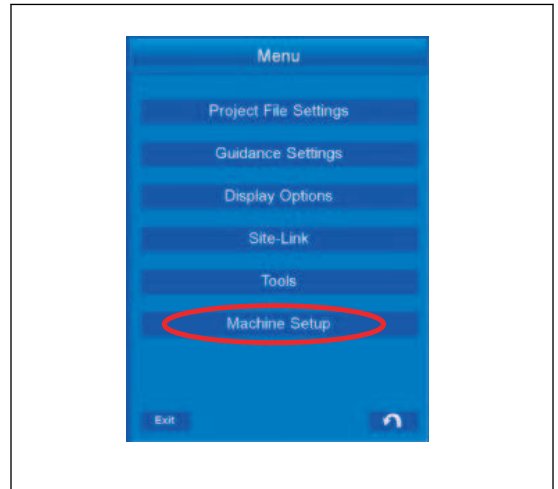 Menu
Project File Settings
Guidance Settings
Display Options
Site-Link
Tools
Machine Setup
Exit